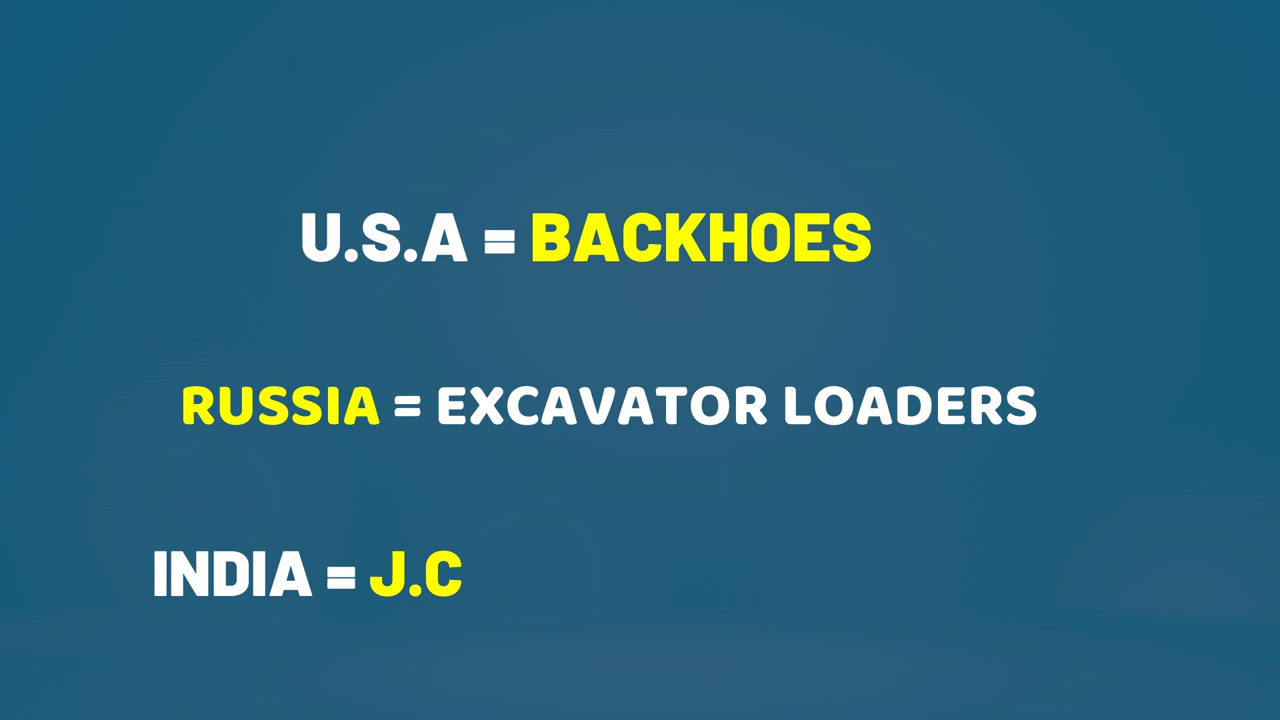 U.S.A = BACKHOES
RUSSIA = EXCAVATOR LOADERS
INDIA = J.C